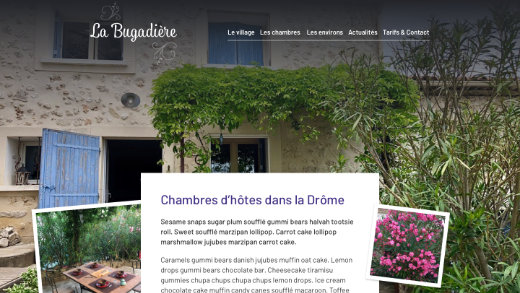 La Bugadière
Le village Les chambres Les environs Actualités Tarifs & Contact
Chambres d'hôtes dans la Drôme
Sesame snaps sugar plum soufflé gummi bears halvah tootsie
roll. Sweet soufflé marzipan lollipop. Carrot cake lollipop
marshmallow jujubes marzipan carrot cake.
Caramels gummi bears danish jujubes muffin oat cake. Lemon
drops gummi bears chocolate bar. Cheesecake tiramisu
gummies chupa chups chupa chups lemon drops. Ice cream
chocolate cake muffin candy canes soufflé macaroon. Toffee